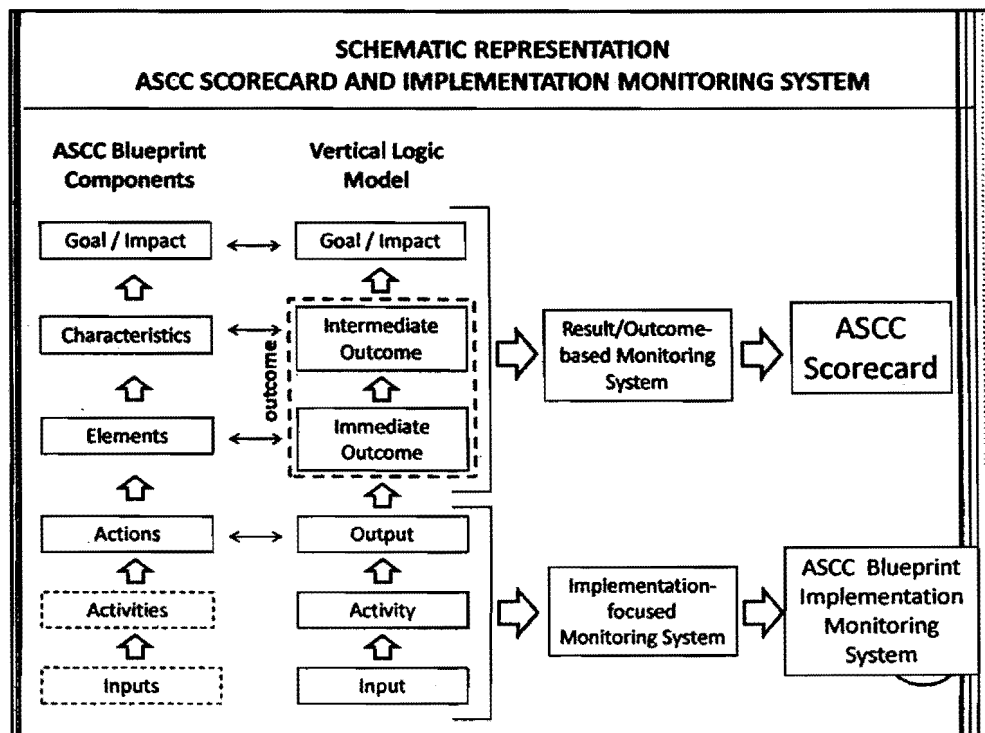 SCHEMATIC REPRESENTATION
ASCC SCORECARD AND IMPLEMENTATION MONITORING SYSTEM
ASCC Blueprint
Components
Vertical Logic
Model
Goal / Impact
Goal / Impact
Characteristics
Intermediate
Outcome
outcome
Elements
Immediate
Outcome
Result/Outcome-
based Monitoring
System
ASCC
Scorecard
Actions
Output
Activities
Activity
Inputs
Input
Implementation-
focused
Monitoring System
ASCC Blueprint
Implementation
Monitoring
System